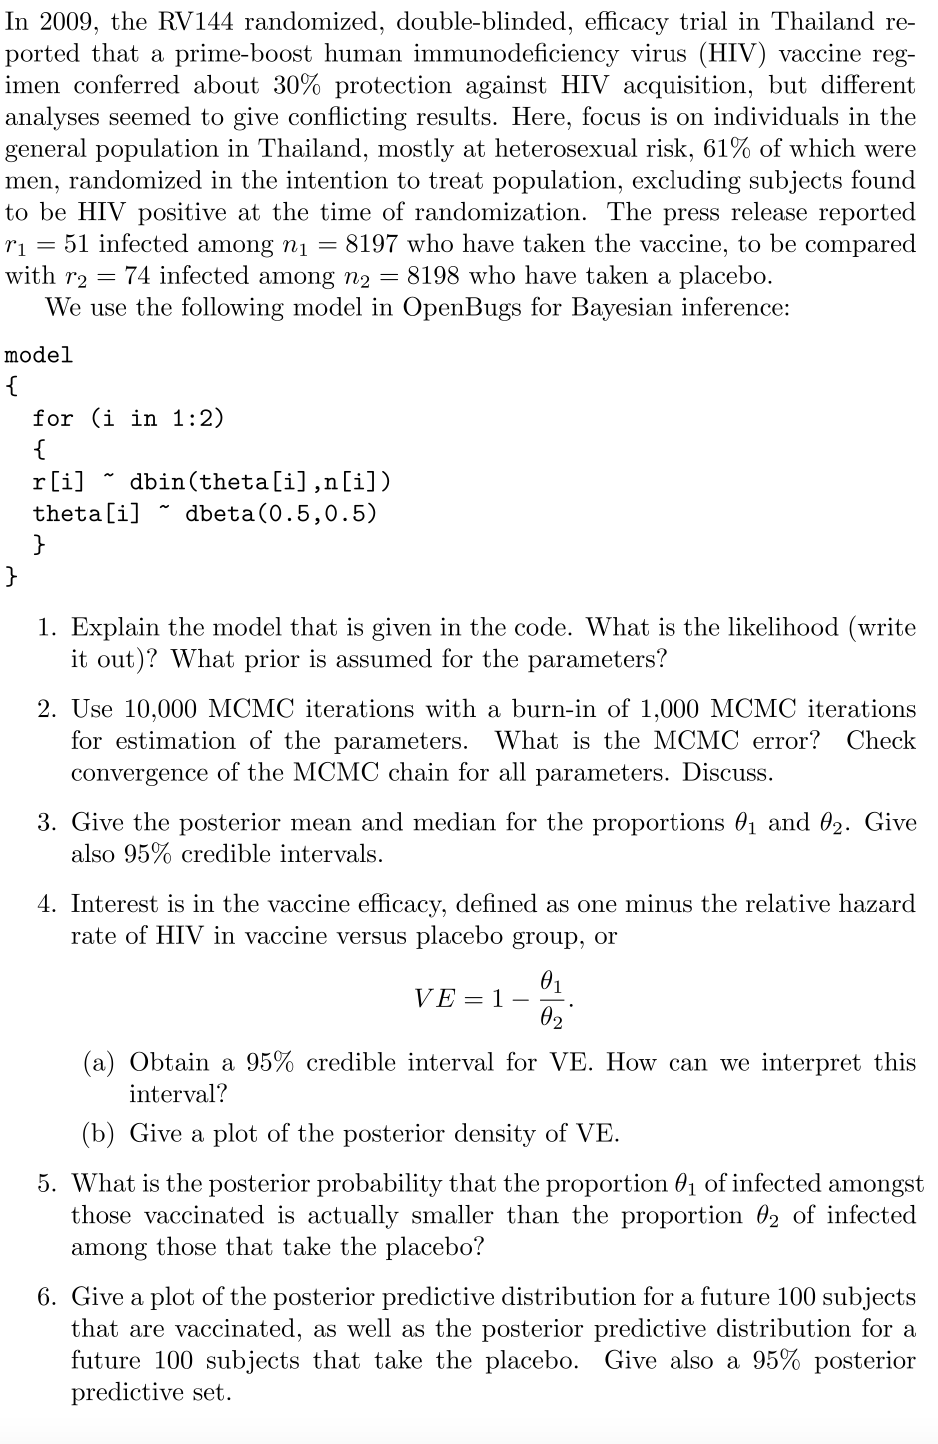 In 2009, the RV144 randomized, double-blinded, efficacy trial in Thailand re-
ported that a prime-boost human immunodeficiency virus (HIV) vaccine reg-
imen conferred about 30% protection against HIV acquisition, but different
analyses seemed to give conflicting results. Here, focus is on individuals in the
general population in Thailand, mostly at heterosexual risk, 61% of which were
men, randomized in the intention to treat population, excluding subjects found
to be HIV positive at the time of randomization. The press release reported
r₁ = 51 infected among n₁ = 8197 who have taken the vaccine, to be compared
with r₂ = 74 infected among n₂ = 8198 who have taken a placebo.
We use the following model in OpenBugs for Bayesian inference:
model
{
for (i in 1:2)
{
r[i] ~ dbin(theta[i],n[i])
theta[i] ~ dbeta(0.5,0.5)
}
}
1. Explain the model that is given in the code. What is the likelihood (write
it out)? What prior is assumed for the parameters?
2. Use 10,000 MCMC iterations with a burn-in of 1,000 MCMC iterations
for estimation of the parameters. What is the MCMC error? Check
convergence of the MCMC chain for all parameters. Discuss.
3. Give the posterior mean and median for the proportions θ₁ and θ₂. Give
also 95% credible intervals.
4. Interest is in the vaccine efficacy, defined as one minus the relative hazard
rate of HIV in vaccine versus placebo group, or
VE = 1 − θ₁/θ₂.
(a) Obtain a 95% credible interval for VE. How can we interpret this
interval?
(b) Give a plot of the posterior density of VE.
5. What is the posterior probability that the proportion θ₁ of infected amongst
those vaccinated is actually smaller than the proportion θ₂ of infected
among those that take the placebo?
6. Give a plot of the posterior predictive distribution for a future 100 subjects
that are vaccinated, as well as the posterior predictive distribution for a
future 100 subjects that take the placebo. Give also a 95% posterior
predictive set.